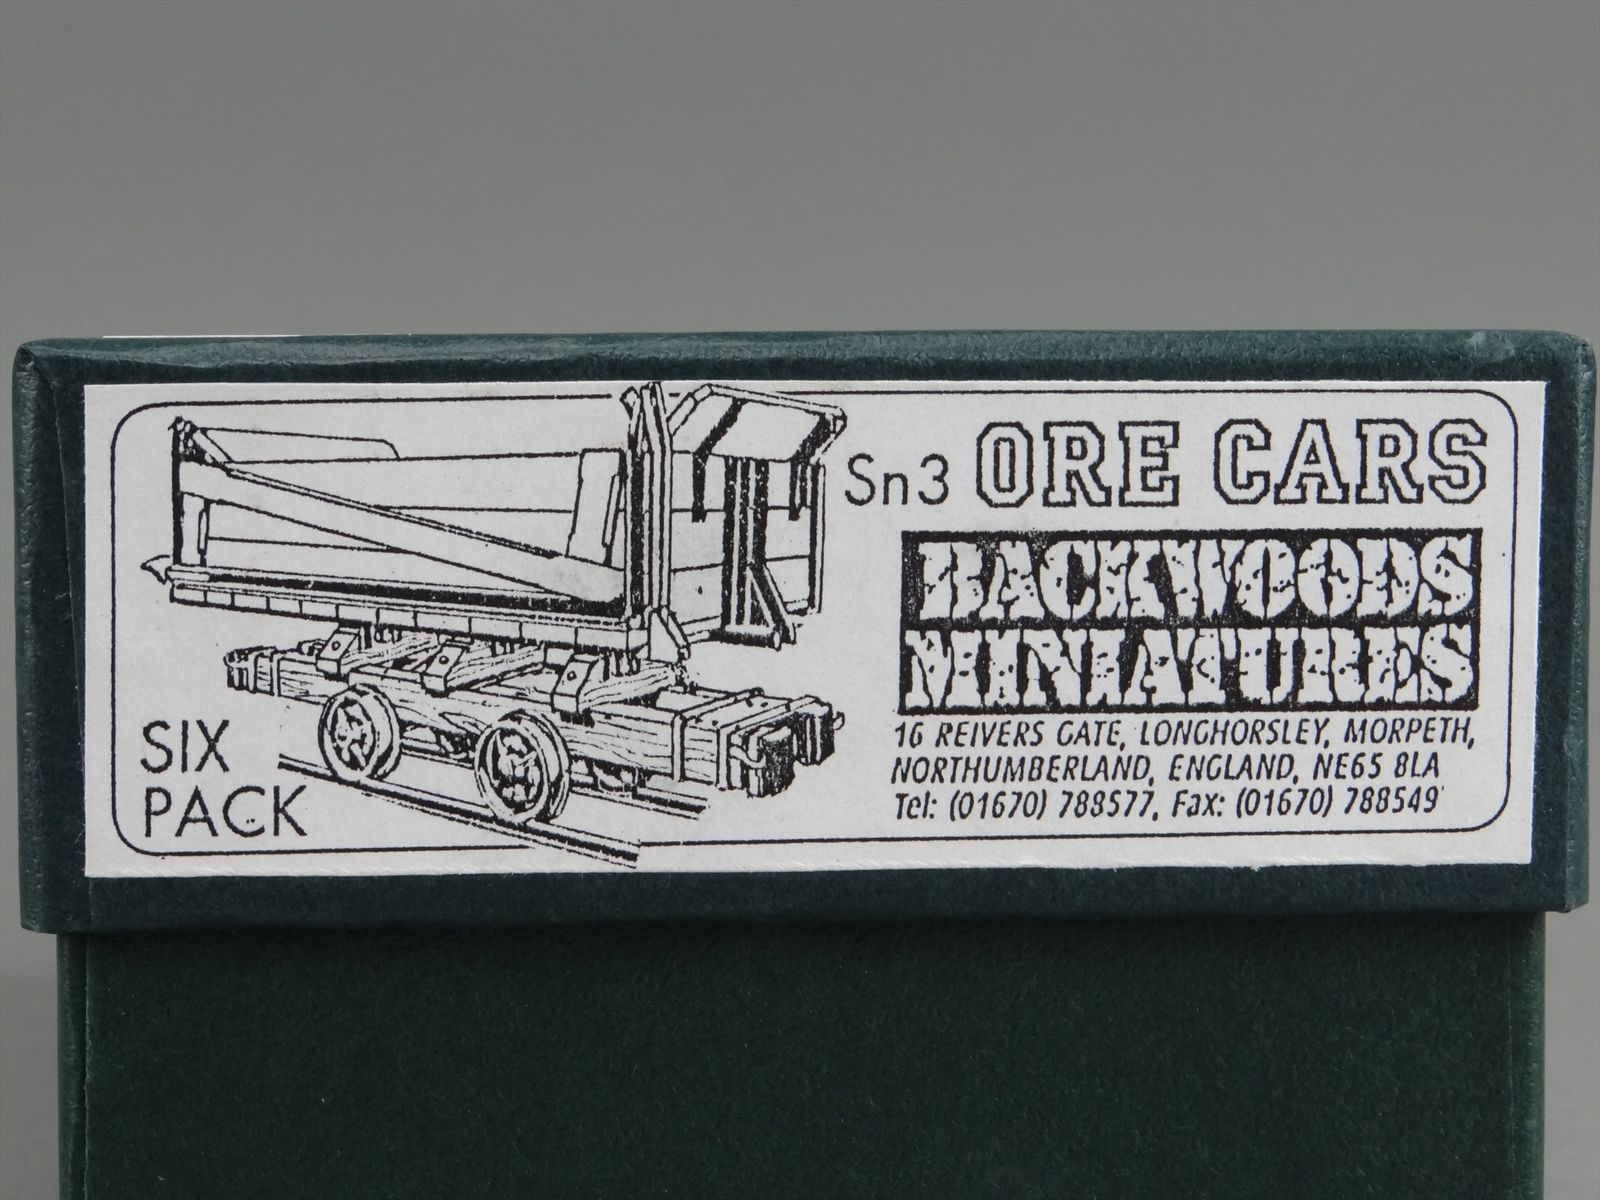 Sn3 ORE CARS
BACKWOODS
MINIATURES
16 REIVERS GATE, LONGHORSLEY, MORPETH,
NORTHUMBERLAND, ENGLAND, NE65 8LA
Tel: (01670) 788577, Fax: (01670) 788549
SIX
PACK